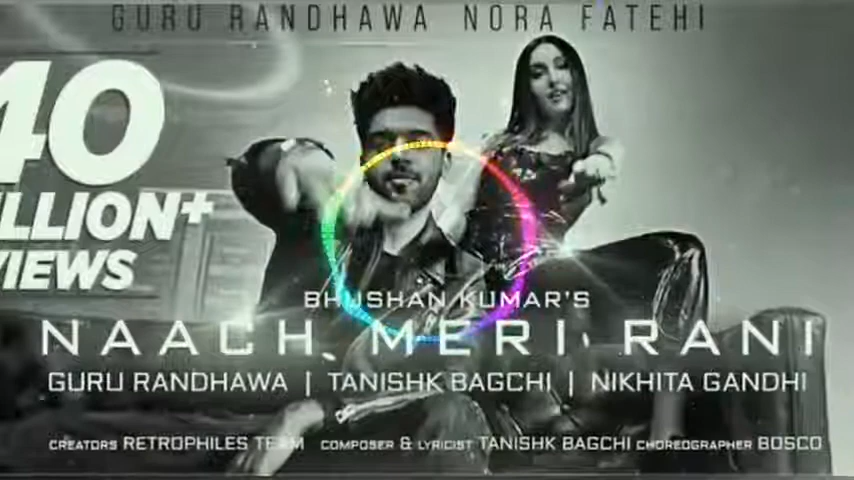 GURU RANDHAWA NORA FATEHI
40
ILLION+
VIEWS
BHUSHAN KUMAR'S
NAACH MERI RANI
GURU RANDHAWA | TANISHK BAGCHI | NIKHITA GANDHI
CREATORS RETROPHILES TEAM COMPOSER & LYRICIST TANISHK BAGCHI CHOREOGRAPHER BOSCO